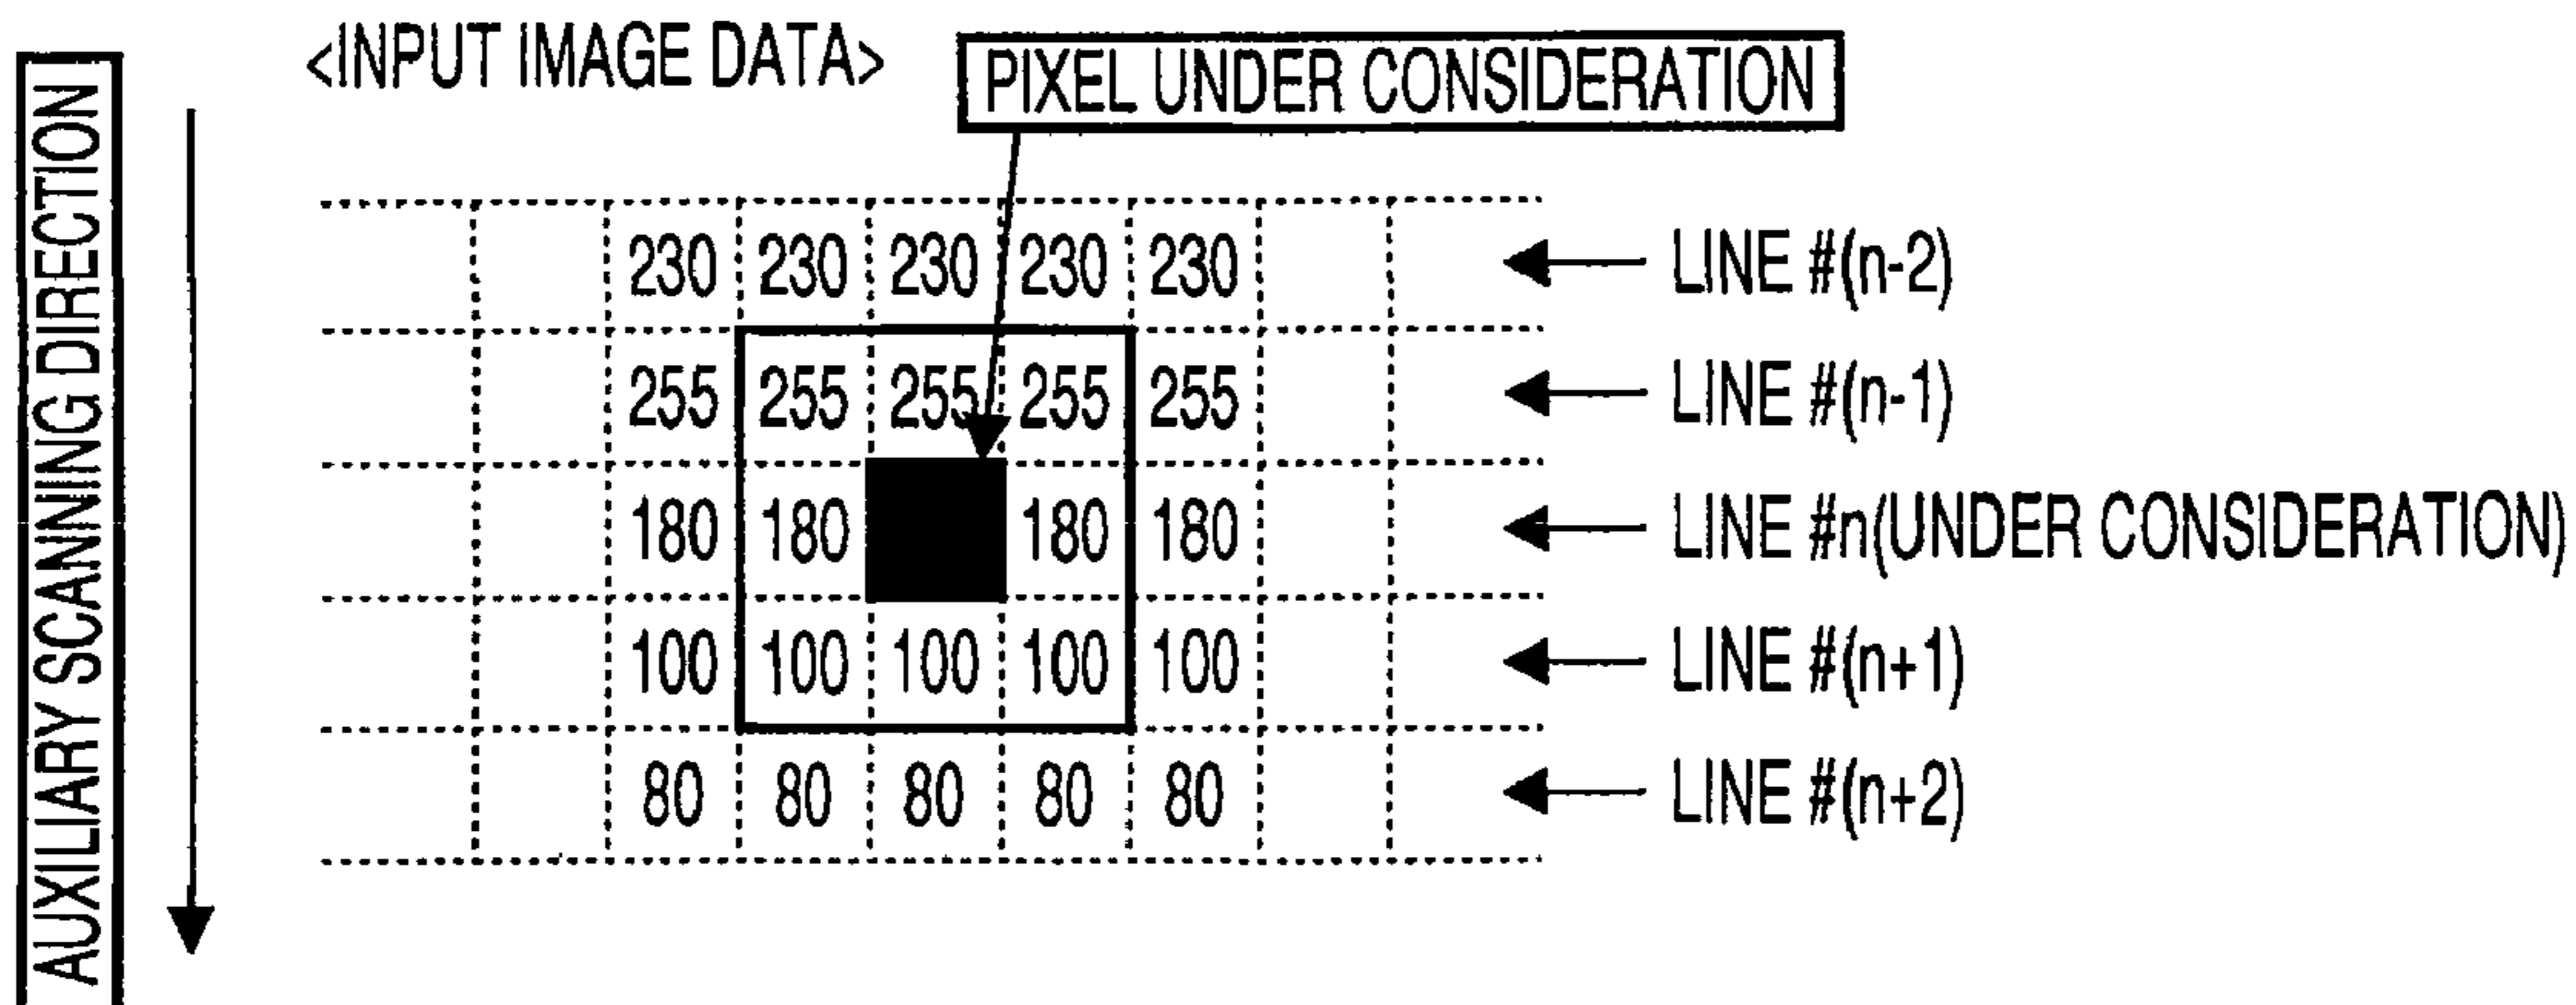 <INPUT IMAGE DATA>
PIXEL UNDER CONSIDERATION
AUXILIARY SCANNING DIRECTION
230 230 230 230 230 LINE #(n-2)
255 255 255 255 255 LINE #(n-1)
180 180 180 180 LINE #n(UNDER CONSIDERATION)
100 100 100 100 100 LINE #(n+1)
80 80 80 80 80 LINE #(n+2)